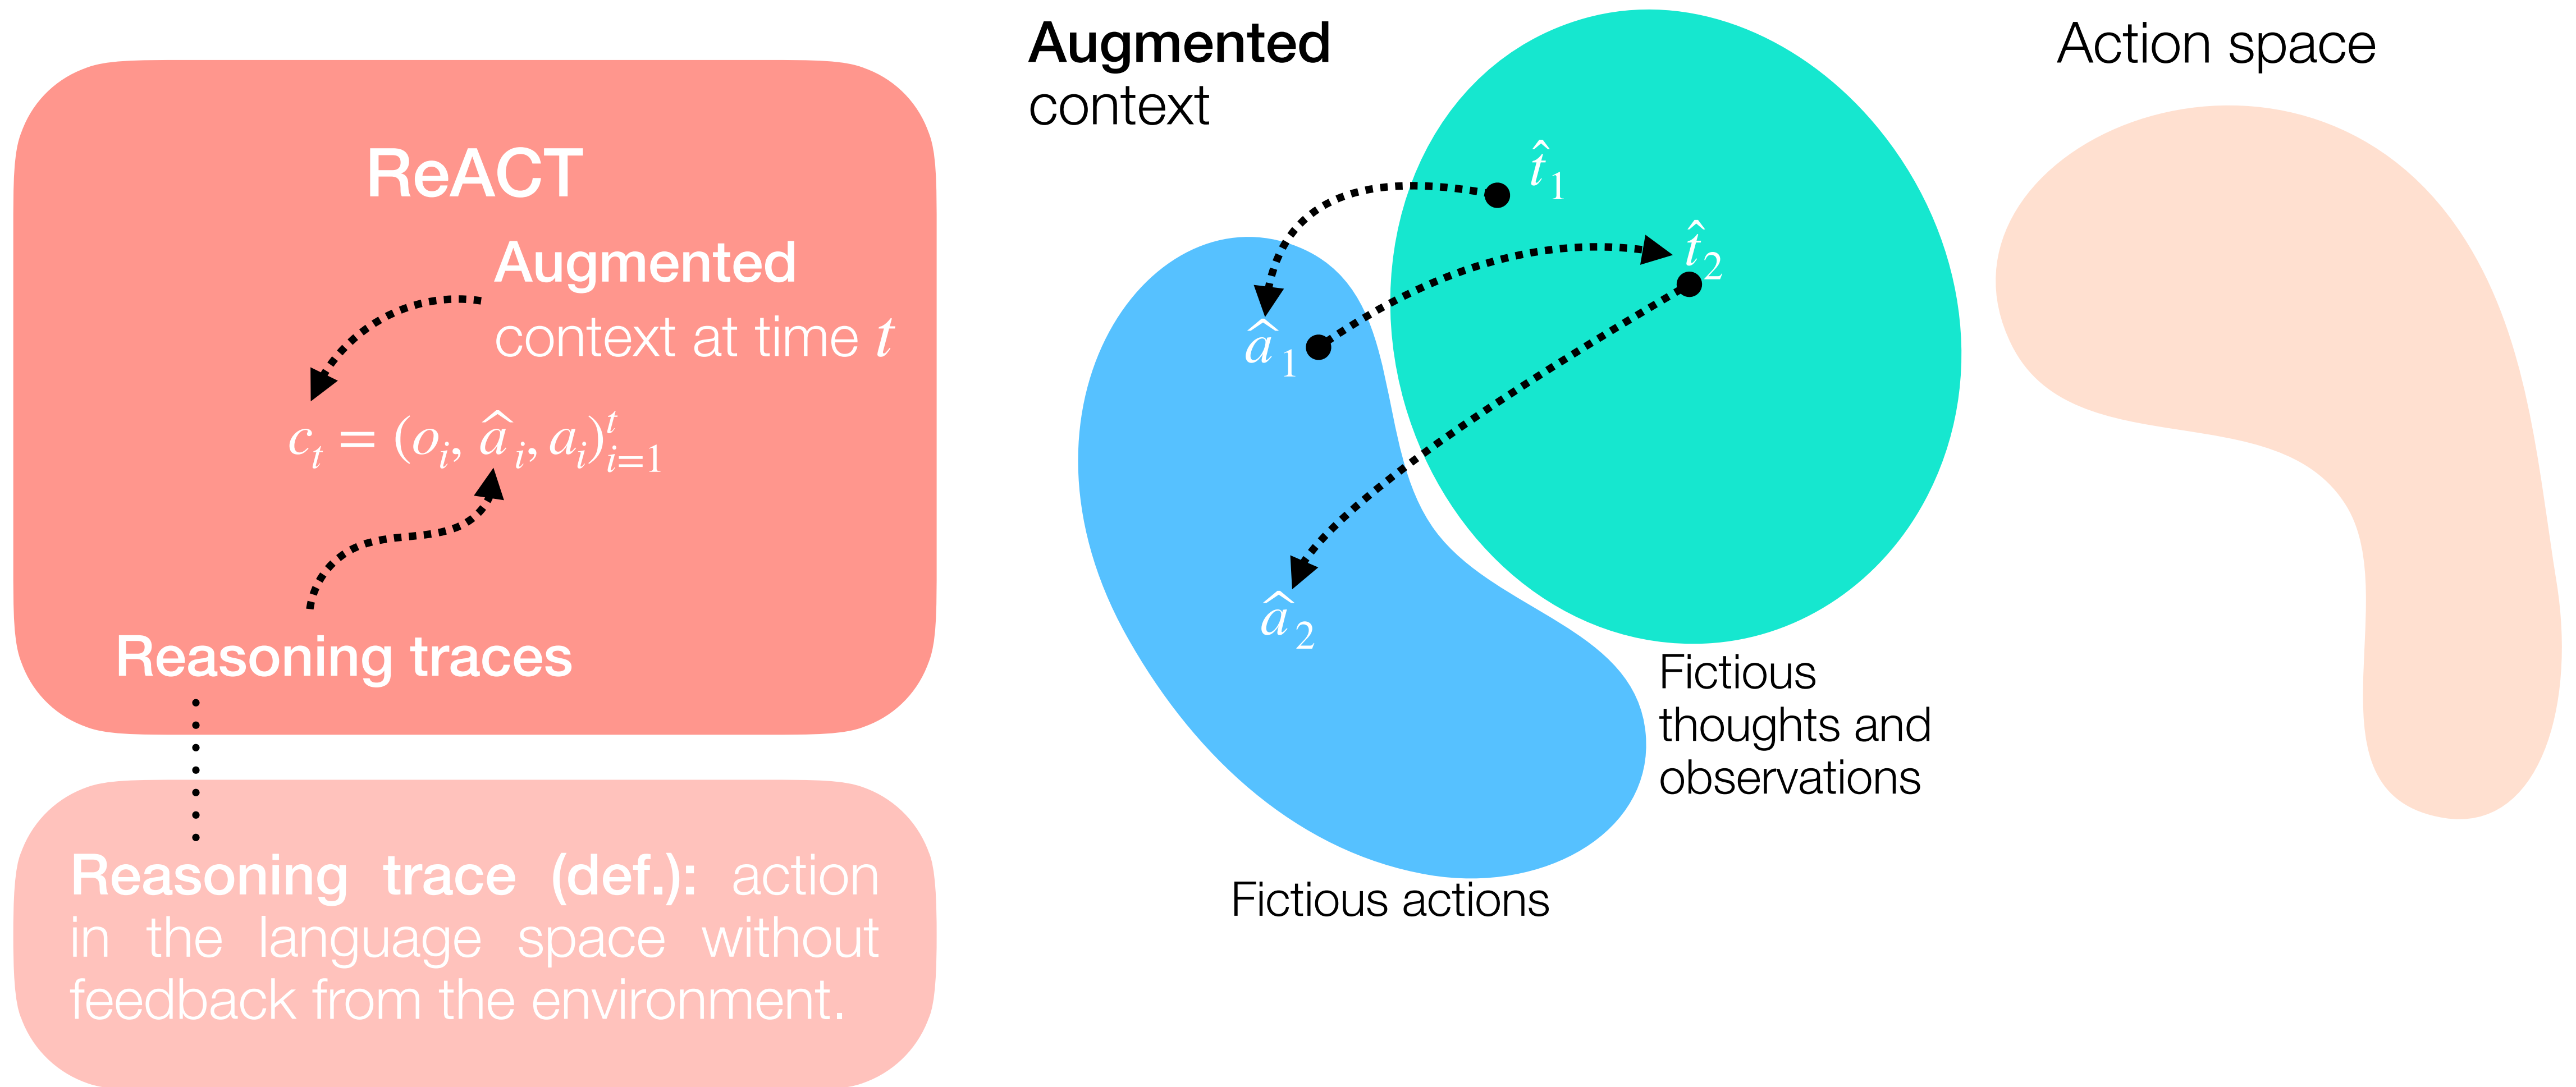 ReACT
Augmented
context at time t
c_t = (o_i, â_i, a_i)_{i=1}^t
Reasoning traces
Reasoning trace (def.): action
in the language space without
feedback from the environment.
Augmented
context
t̂_1
t̂_2
â_1
â_2
Fictious
thoughts and
observations
Fictious actions
Action space